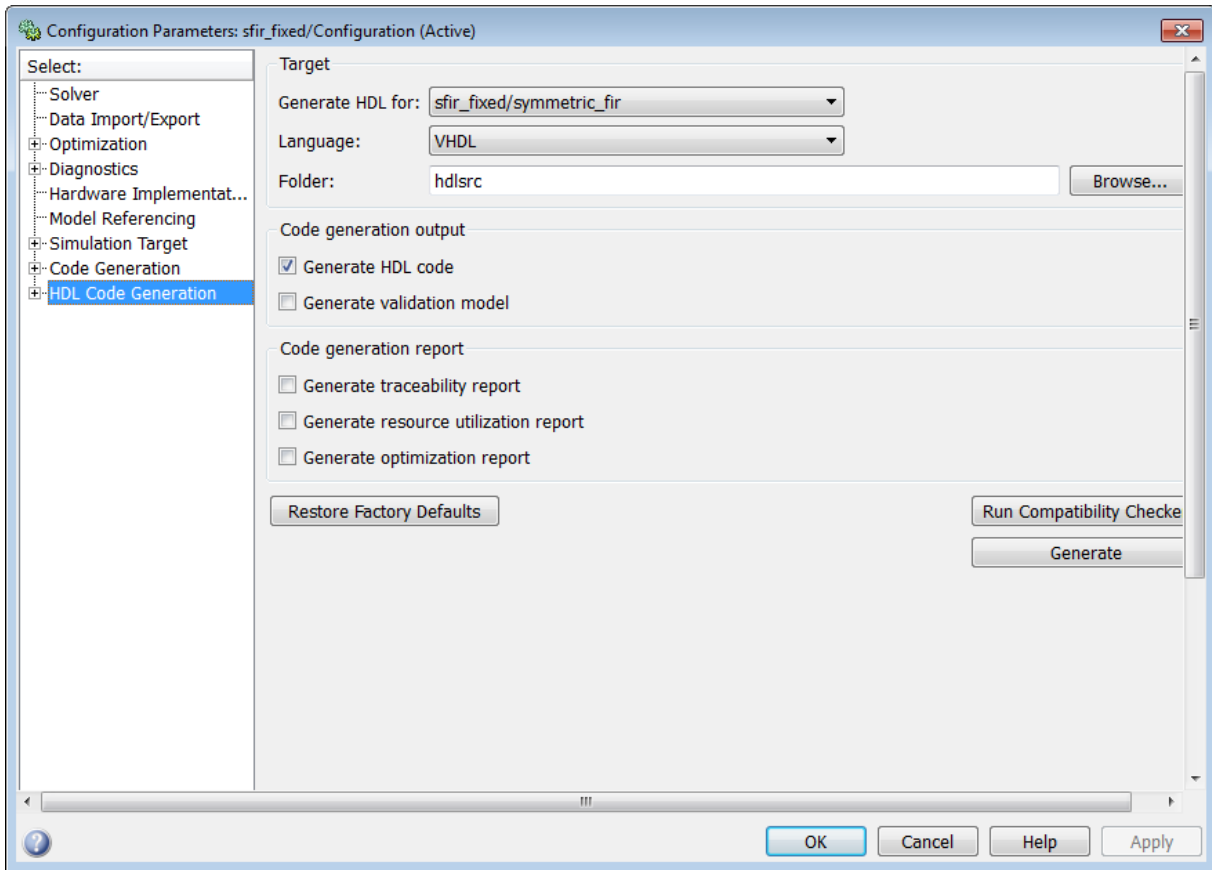 Configuration Parameters: sfir_fixed/Configuration (Active)
Select:
Solver
Data Import/Export
Optimization
Diagnostics
Hardware Implementat...
Model Referencing
Simulation Target
Code Generation
HDL Code Generation
Target
Generate HDL for: sfir_fixed/symmetric_fir
Language: VHDL
Folder: hdlsrc Browse...
Code generation output
Generate HDL code
Generate validation model
Code generation report
Generate traceability report
Generate resource utilization report
Generate optimization report
Restore Factory Defaults Run Compatibility Checke
Generate
OK Cancel Help Apply